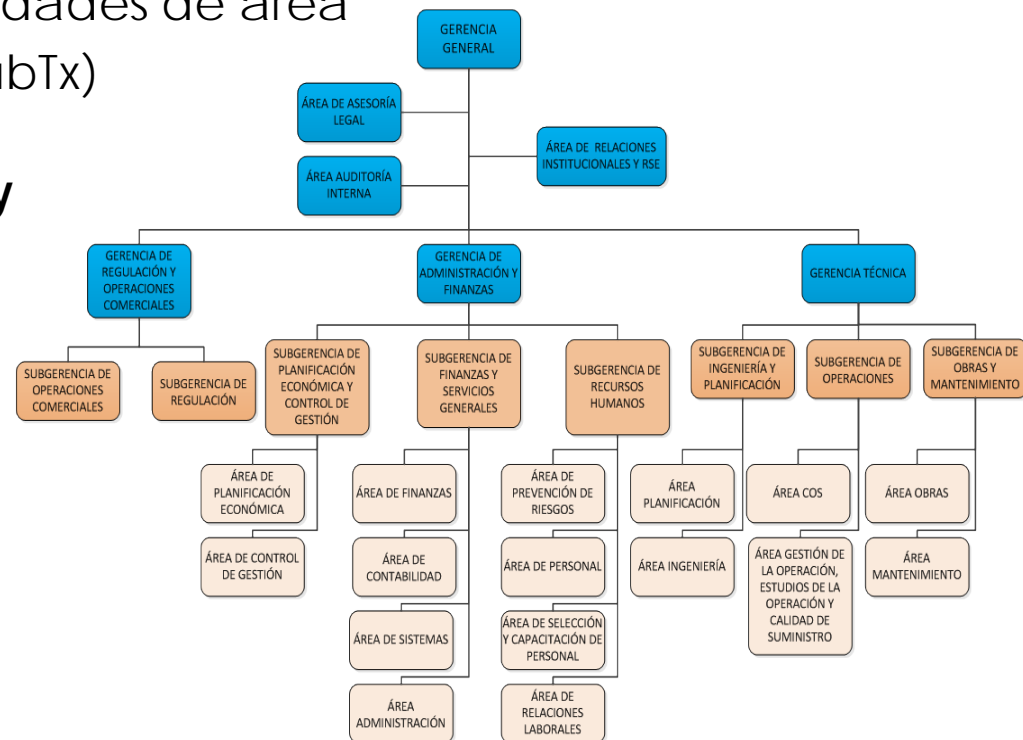 dades de área
GERENCIA
GENERAL
bTx)
ÁREA DE ASESORÍA
LEGAL
ÁREA DE RELACIONES
INSTITUCIONALES Y RSE
ÁREA AUDITORÍA
INTERNA
y
GERENCIA DE
REGULACIÓN Y
OPERACIONES
COMERCIALES
GERENCIA DE
ADMINISTRACIÓN Y
FINANZAS
GERENCIA TÉCNICA
SUBGERENCIA DE
OPERACIONES
COMERCIALES
SUBGERENCIA DE
REGULACIÓN
SUBGERENCIA DE
PLANIFICACIÓN
ECONÓMICA Y
CONTROL DE
GESTIÓN
SUBGERENCIA DE
FINANZAS Y
SERVICIOS
GENERALES
SUBGERENCIA DE
RECURSOS
HUMANOS
SUBGERENCIA DE
INGENIERÍA Y
PLANIFICACIÓN
SUBGERENCIA DE
OPERACIONES
SUBGERENCIA DE
OBRAS Y
MANTENIMIENTO
ÁREA DE
PLANIFICACIÓN
ECONÓMICA
ÁREA DE FINANZAS
ÁREA DE
PREVENCIÓN DE
RIESGOS
ÁREA
PLANIFICACIÓN
ÁREA COS
ÁREA OBRAS
ÁREA DE CONTROL
DE GESTIÓN
ÁREA DE
CONTABILIDAD
ÁREA DE PERSONAL
ÁREA INGENIERÍA
ÁREA GESTIÓN DE
LA OPERACIÓN,
ESTUDIOS DE LA
OPERACIÓN Y
CALIDAD DE
SUMINISTRO
ÁREA
MANTENIMIENTO
ÁREA DE SISTEMAS
ÁREA DE SELECCIÓN
Y CAPACITACIÓN DE
PERSONAL
ÁREA
ADMINISTRACIÓN
ÁREA DE
RELACIONES
LABORALES